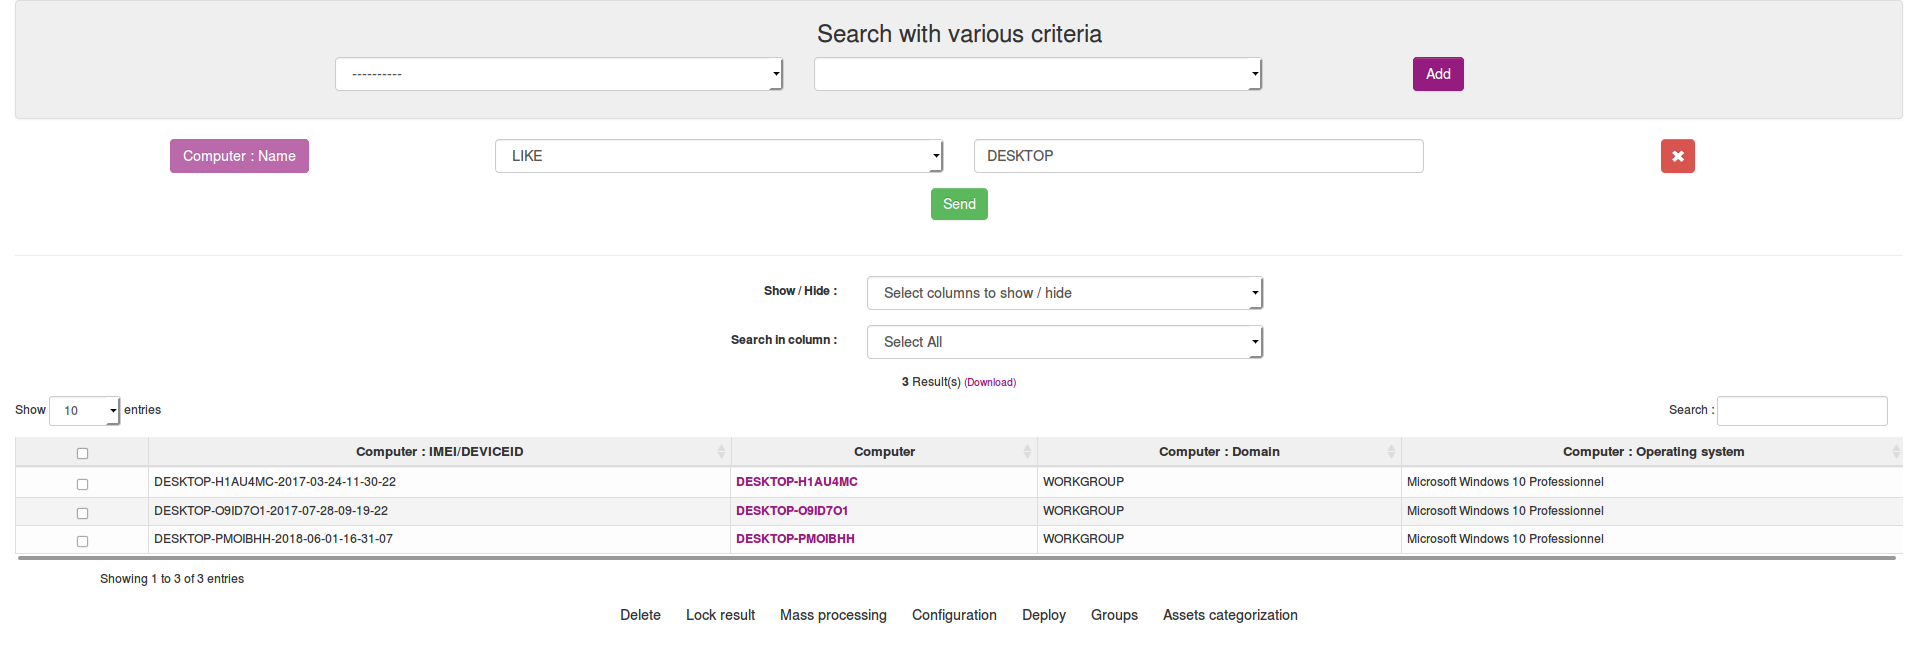 Search with various criteria
---------- Add
Computer : Name LIKE DESKTOP
Send
Show / Hide : Select columns to show / hide
Search in column : Select All
3 Result(s) (Download)
Show 10 entries Search :
Computer : IMEI/DEVICEID Computer Computer : Domain Computer : Operating system
DESKTOP-H1AU4MC-2017-03-24-11-30-22 DESKTOP-H1AU4MC WORKGROUP Microsoft Windows 10 Professionnel
DESKTOP-O9ID7O1-2017-07-28-09-19-22 DESKTOP-O9ID7O1 WORKGROUP Microsoft Windows 10 Professionnel
DESKTOP-PMOIBHH-2018-06-01-16-31-07 DESKTOP-PMOIBHH WORKGROUP Microsoft Windows 10 Professionnel
Showing 1 to 3 of 3 entries
Delete Lock result Mass processing Configuration Deploy Groups Assets categorization